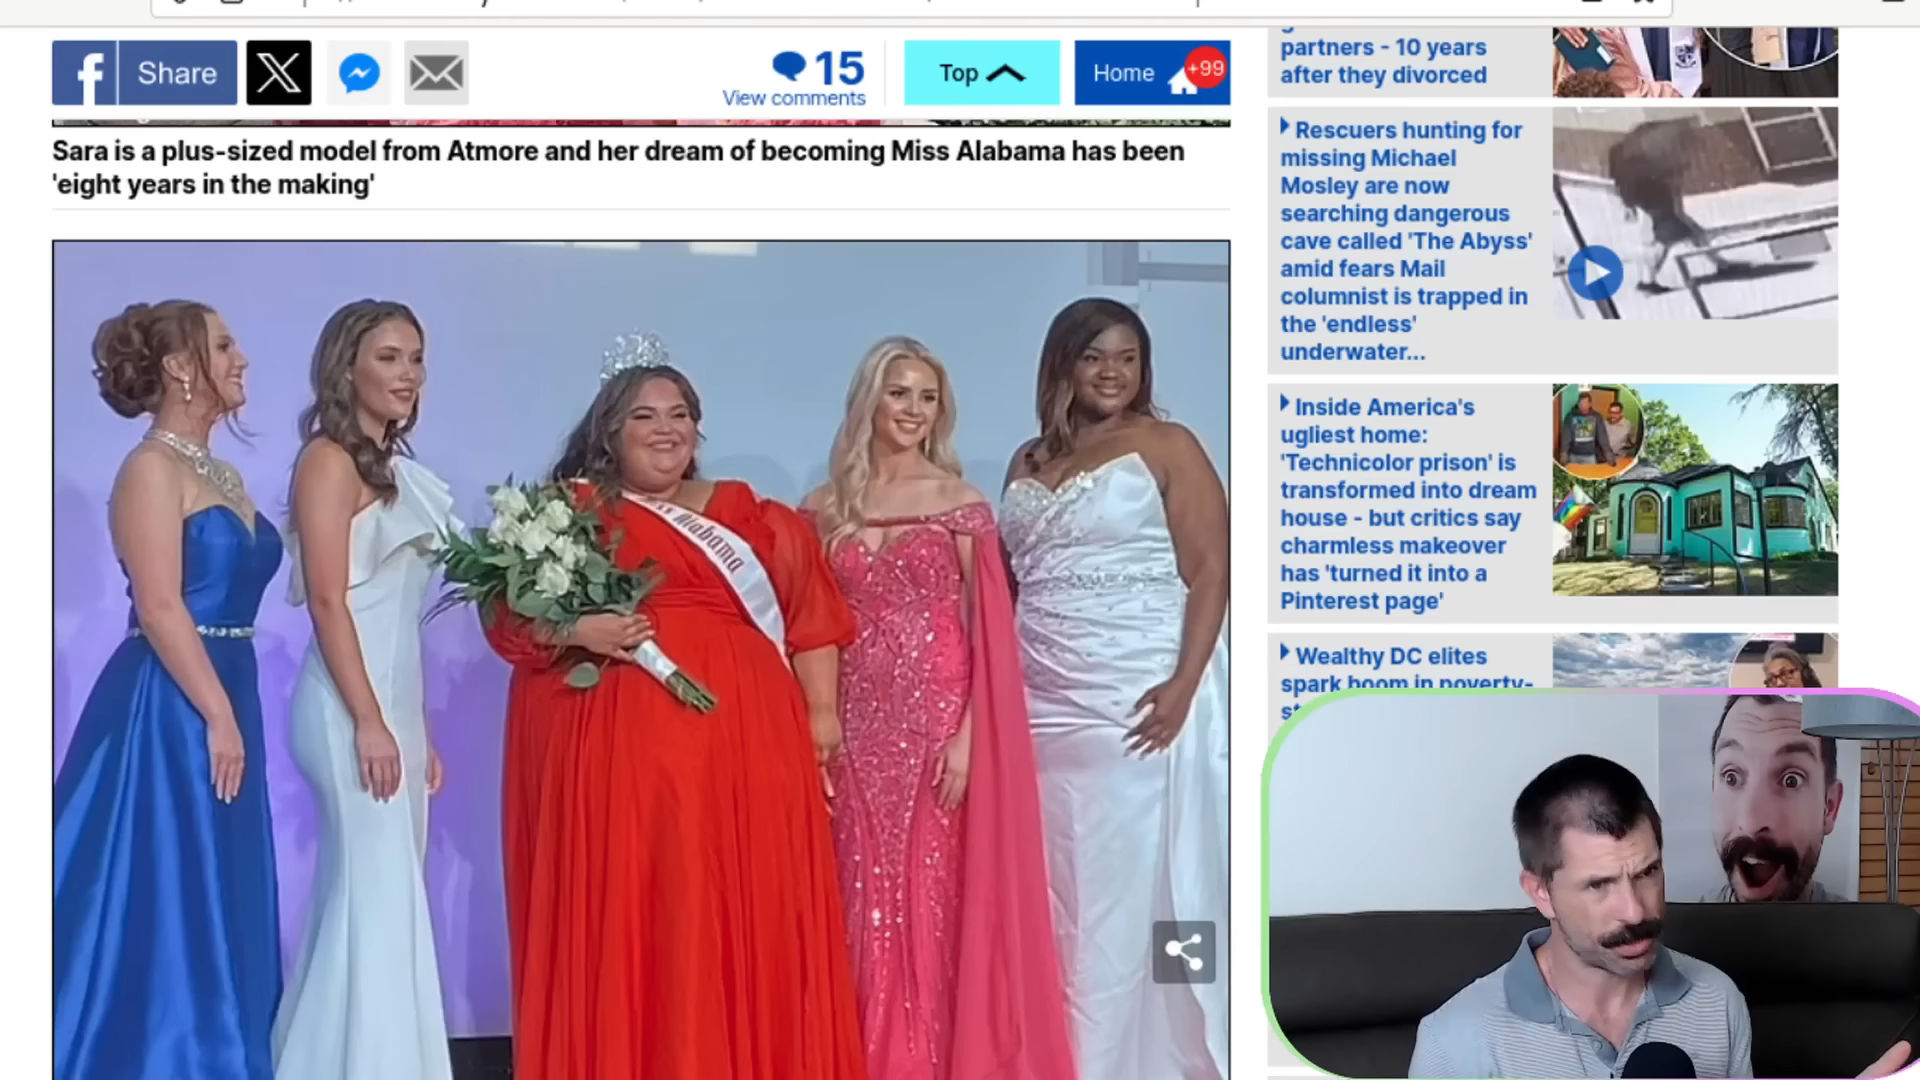 Share
15
View comments
Top
Home
+99
Sara is a plus-sized model from Atmore and her dream of becoming Miss Alabama has been
'eight years in the making'
Alabama
partners - 10 years
after they divorced
Rescuers hunting for
missing Michael
Mosley are now
searching dangerous
cave called 'The Abyss'
amid fears Mail
columnist is trapped in
the 'endless'
underwater...
Inside America's
ugliest home:
'Technicolor prison' is
transformed into dream
house - but critics say
charmless makeover
has 'turned it into a
Pinterest page'
Wealthy DC elites
spark boom in poverty-